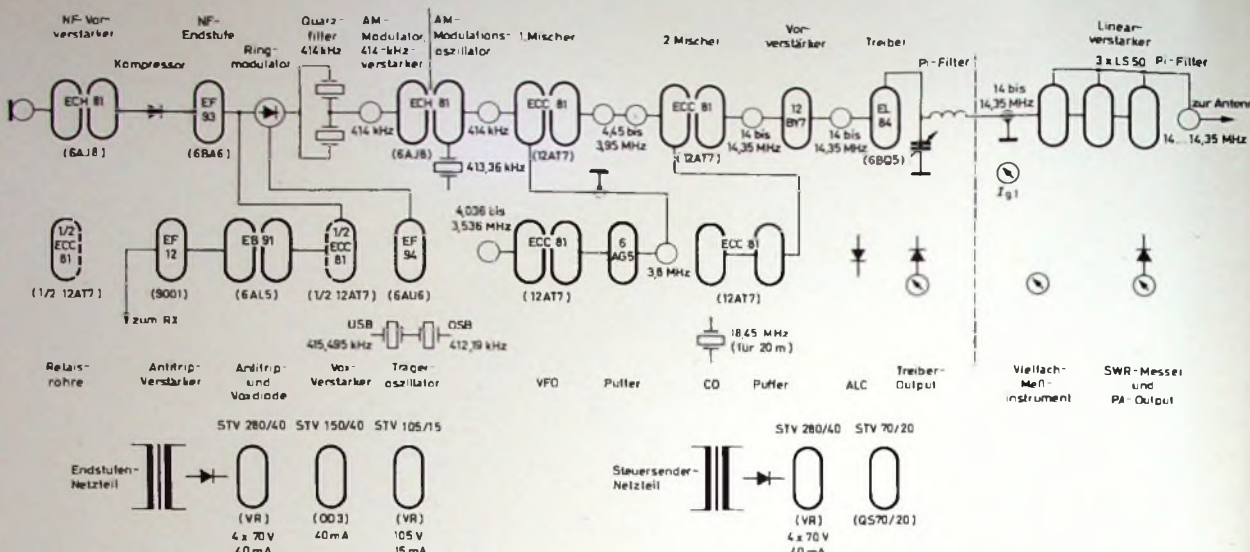 NF-Vor-
verstärker
NF-
Endstufe
Quarz-
filter
414 kHz
AM-
Modulator,
414-kHz-
verstärker
AM-
Modulations-
oszillator
1. Mischer
2 Mischer
Vor-
verstärker
Treiber
Linear-
verstärker
3 x LS 50
Pi-Filter
Kompressor
Ring-
modulator
Pi-Filter
ECH 81
EF
93
ECH 81
ECC 81
ECC 81
12
BY7
EL
84
14 bis
14,35 MHz
zur Antenn
(6AJ8)
(6BA6)
414 kHz
(6AJ8)
414 kHz
(12AT7)
4,45 bis
3,95 MHz
(12AT7)
14 bis
14,35 MHz
14 bis
14,35 MHz
(6BQ5)
14...14,35 MHz
413,36 kHz
Ig1
1/2
ECC
81
EF
12
EB 91
1/2
ECC
81
EF
94
4,036 bis
3,536 MHz
ECC 81
6
AG5
3,8 MHz
ECC 81
(1/2 12AT7)
(9001)
(6AL5)
(1/2 12AT7)
(6AU6)
(12AT7)
(12AT7)
zum RX
USB
415,495 kHz
OSB
412,19 kHz
18,45 MHz
(für 20 m)
Relais-
röhre
Antitrip-
Verstärker
Antitrip-
und
Voxdiode
Vox-
Verstärker
Träger-
oszillator
VFO
Puffer
CO
Puffer
ALC
Treiber-
Output
Vielfach-
Meß-
instrument
SWR-Messer
und
PA-Output
STV 280/40
STV 150/40
STV 105/15
STV 280/40
STV 70/20
Endstufen-
Netzteil
Steuersender-
Netzteil
(VR)
4 x 70 V
40 mA
(OD3)
40 mA
(VR)
105 V
15 mA
(VR)
4 x 70 V
40 mA
(QS70/20)